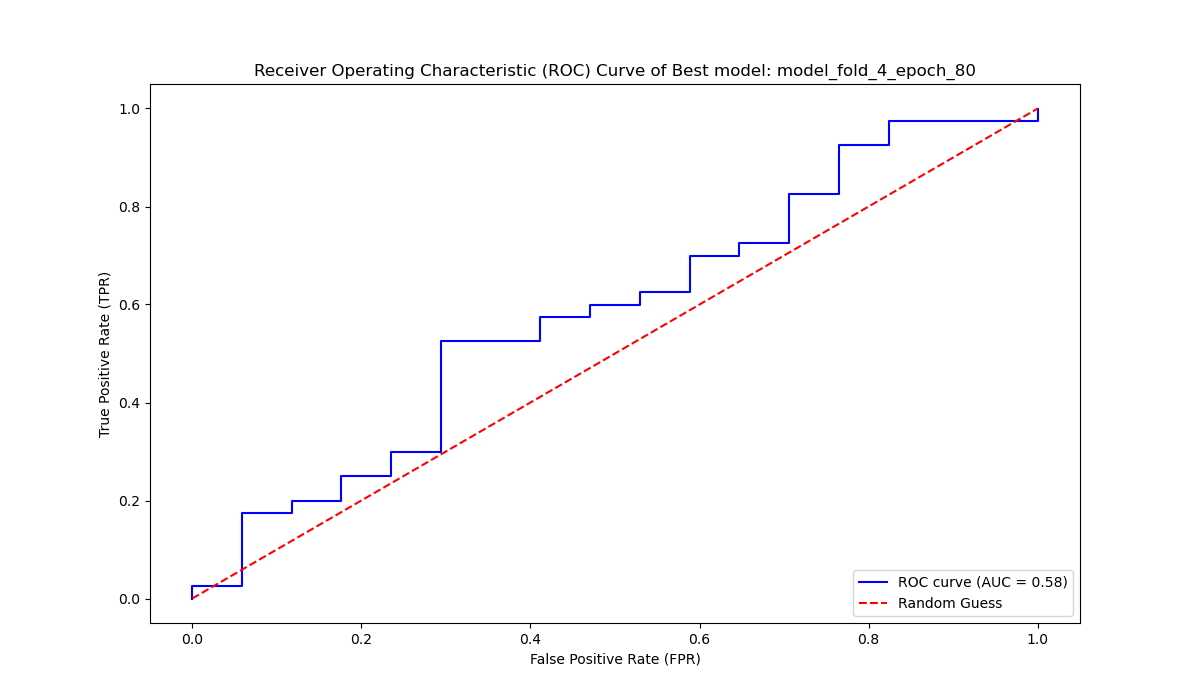 Receiver Operating Characteristic (ROC) Curve of Best model: model_fold_4_epoch_80
1.0
0.8
0.6
0.4
0.2
0.0
True Positive Rate (TPR)
ROC curve (AUC = 0.58)
Random Guess
0.0 0.2 0.4 0.6 0.8 1.0
False Positive Rate (FPR)